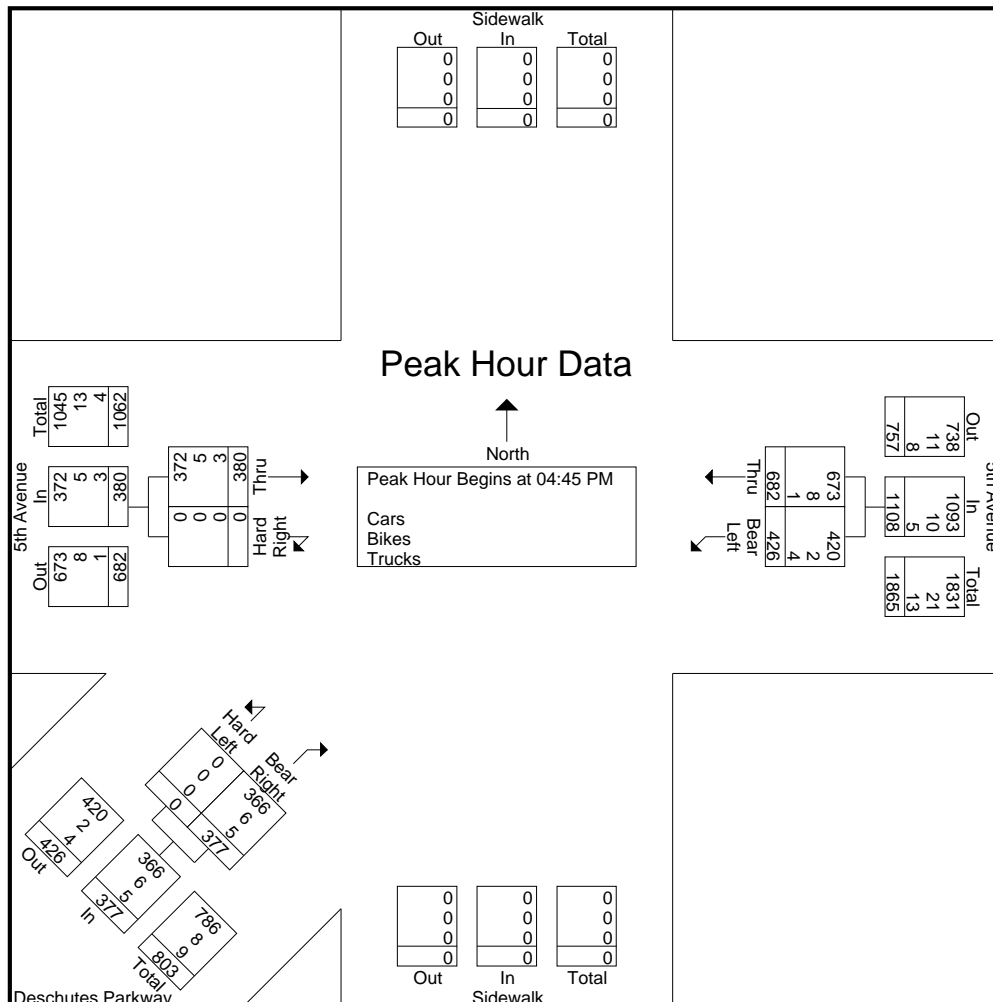 Sidewalk
Out In Total
0 0 0
0 0 0
0 0 0
0 0 0
Peak Hour Data
North
Peak Hour Begins at 04:45 PM
Cars
Bikes
Trucks
5th Avenue
Total
1045
13
4
1062
In
372
5
3
380
Out
673
8
1
682
372
5
3
380
Thru
0
0
0
0
Hard
Right
5th Avenue
Out
738
11
8
757
In
1093
10
5
1108
Total
1831
21
13
1865
673
8
1
682
Thru
420
2
4
426
Bear
Left
Hard
Left
0
0
0
0
Bear
Right
366
6
5
377
420
2
4
426
Out
366
6
5
377
In
786
8
9
803
Total
Deschutes Parkway
0 0 0
0 0 0
0 0 0
0 0 0
Out In Total
Sidewalk